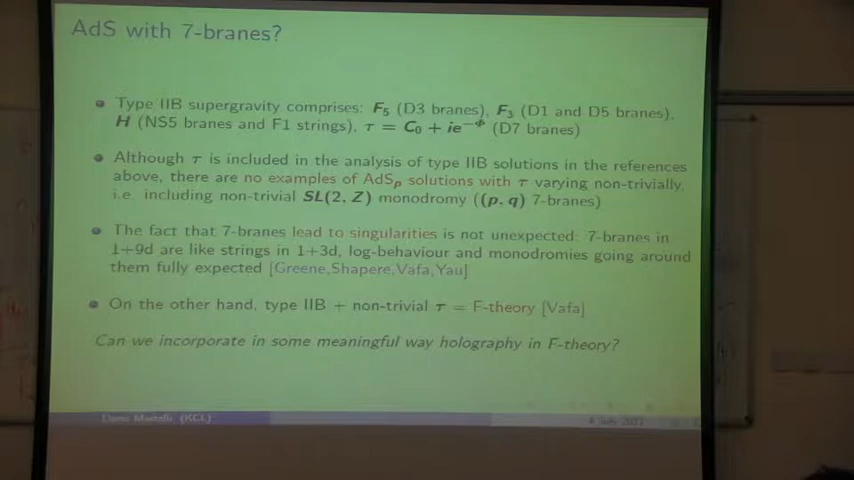 AdS with 7-branes?
Type IIB supergravity comprises: F₅ (D3 branes), F₃ (D1 and D5 branes),
H (NS5 branes and F1 strings), τ = C₀ + ie⁻ᶲ (D7 branes)
Although τ is included in the analysis of type IIB solutions in the references
above, there are no examples of AdSₚ solutions with τ varying non-trivially,
i.e. including non-trivial SL(2, Z) monodromy ((p, q) 7-branes)
The fact that 7-branes lead to singularities is not unexpected: 7-branes in
1+9d are like strings in 1+3d, log-behaviour and monodromies going around
them fully expected [Greene,Shapere,Vafa,Yau]
On the other hand, type IIB + non-trivial τ = F-theory [Vafa]
Can we incorporate in some meaningful way holography in F-theory?
Dario Martelli (KCL)
4 July